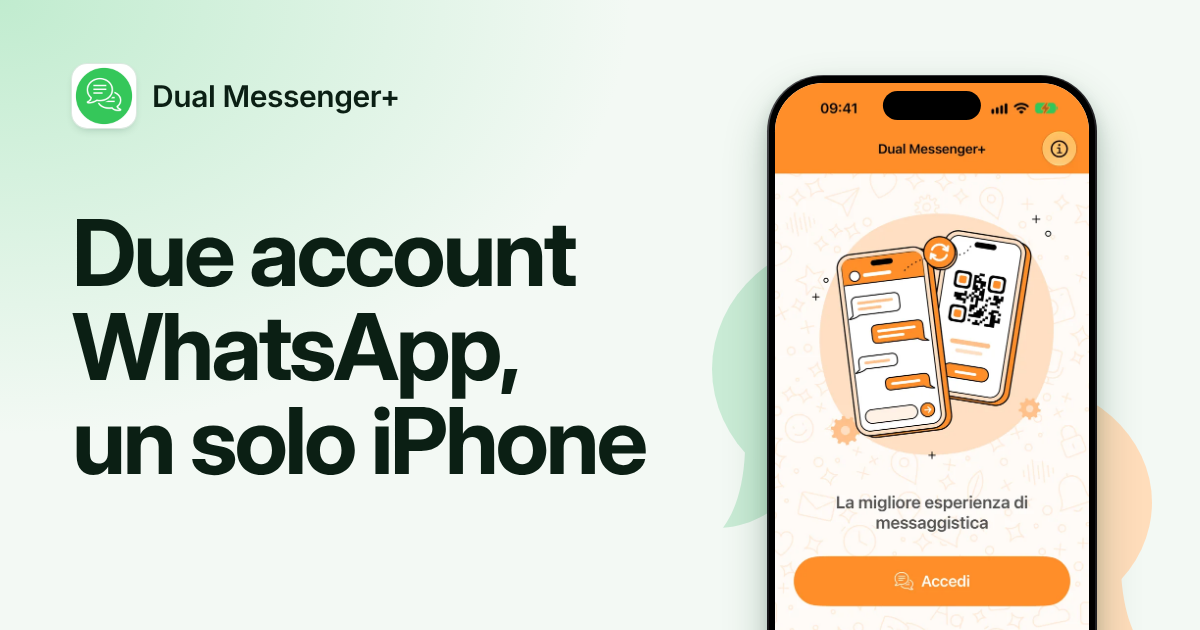 Dual Messenger+
Due account
WhatsApp,
un solo iPhone
09:41
Dual Messenger+
La migliore esperienza di
messaggistica
Accedi